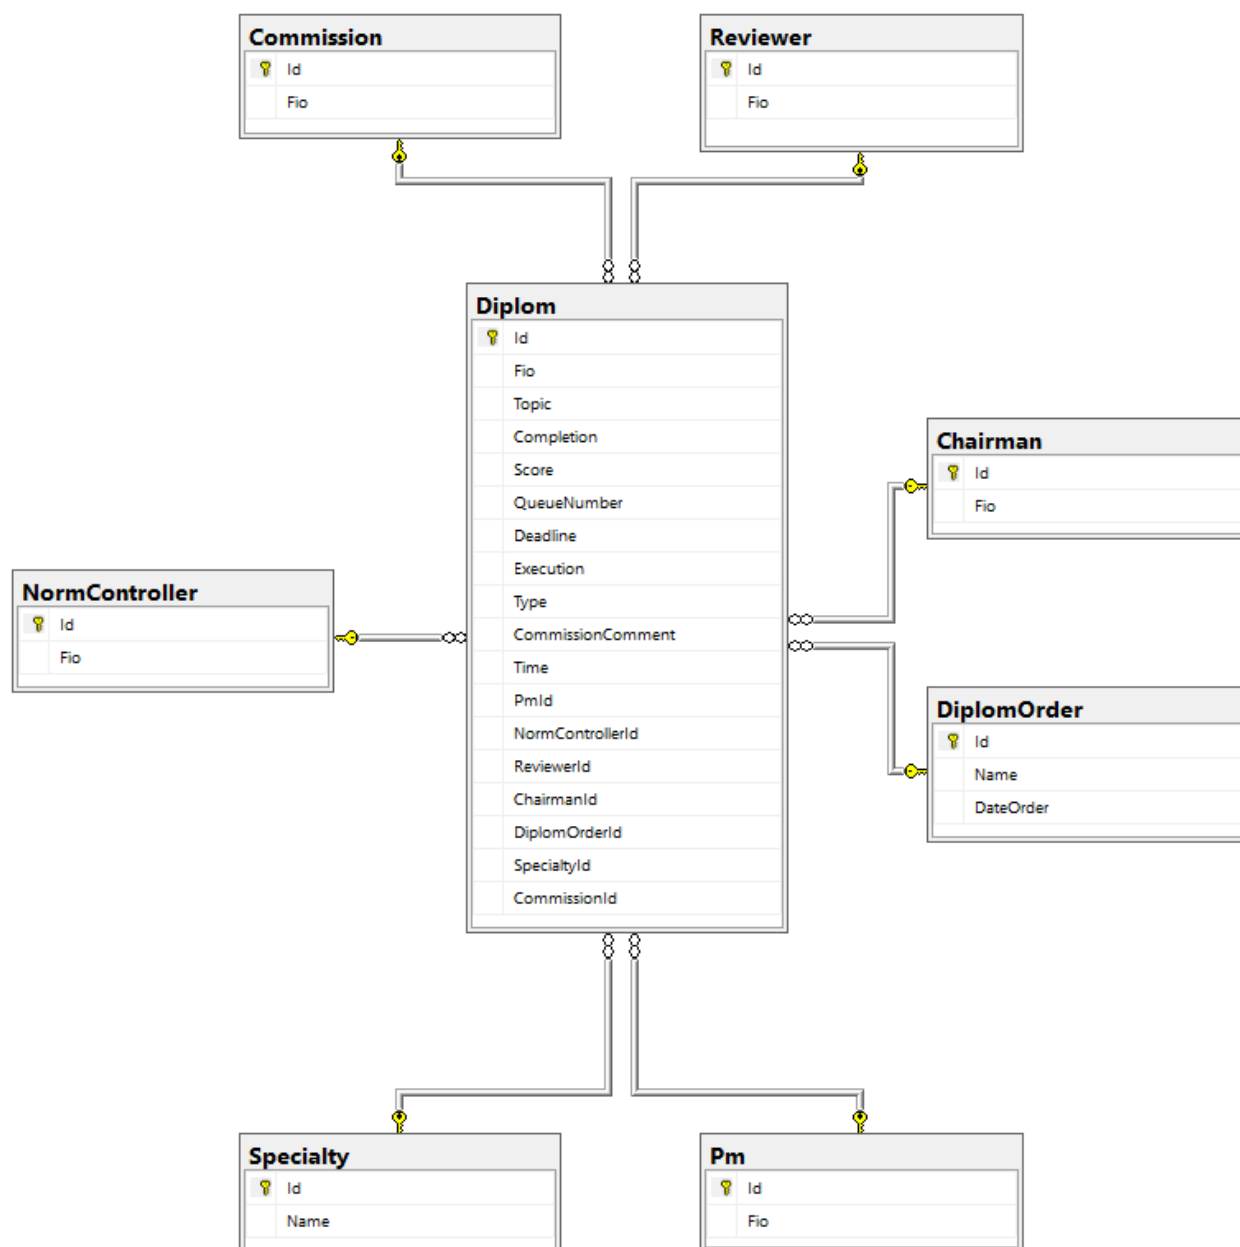 Commission
Id
Fio
Reviewer
Id
Fio
Diplom
Id
Fio
Topic
Completion
Score
QueueNumber
Deadline
Execution
Type
CommissionComment
Time
PmId
NormControllerId
ReviewerId
ChairmanId
DiplomOrderId
SpecialtyId
CommissionId
Chairman
Id
Fio
NormController
Id
Fio
DiplomOrder
Id
Name
DateOrder
Specialty
Id
Name
Pm
Id
Fio